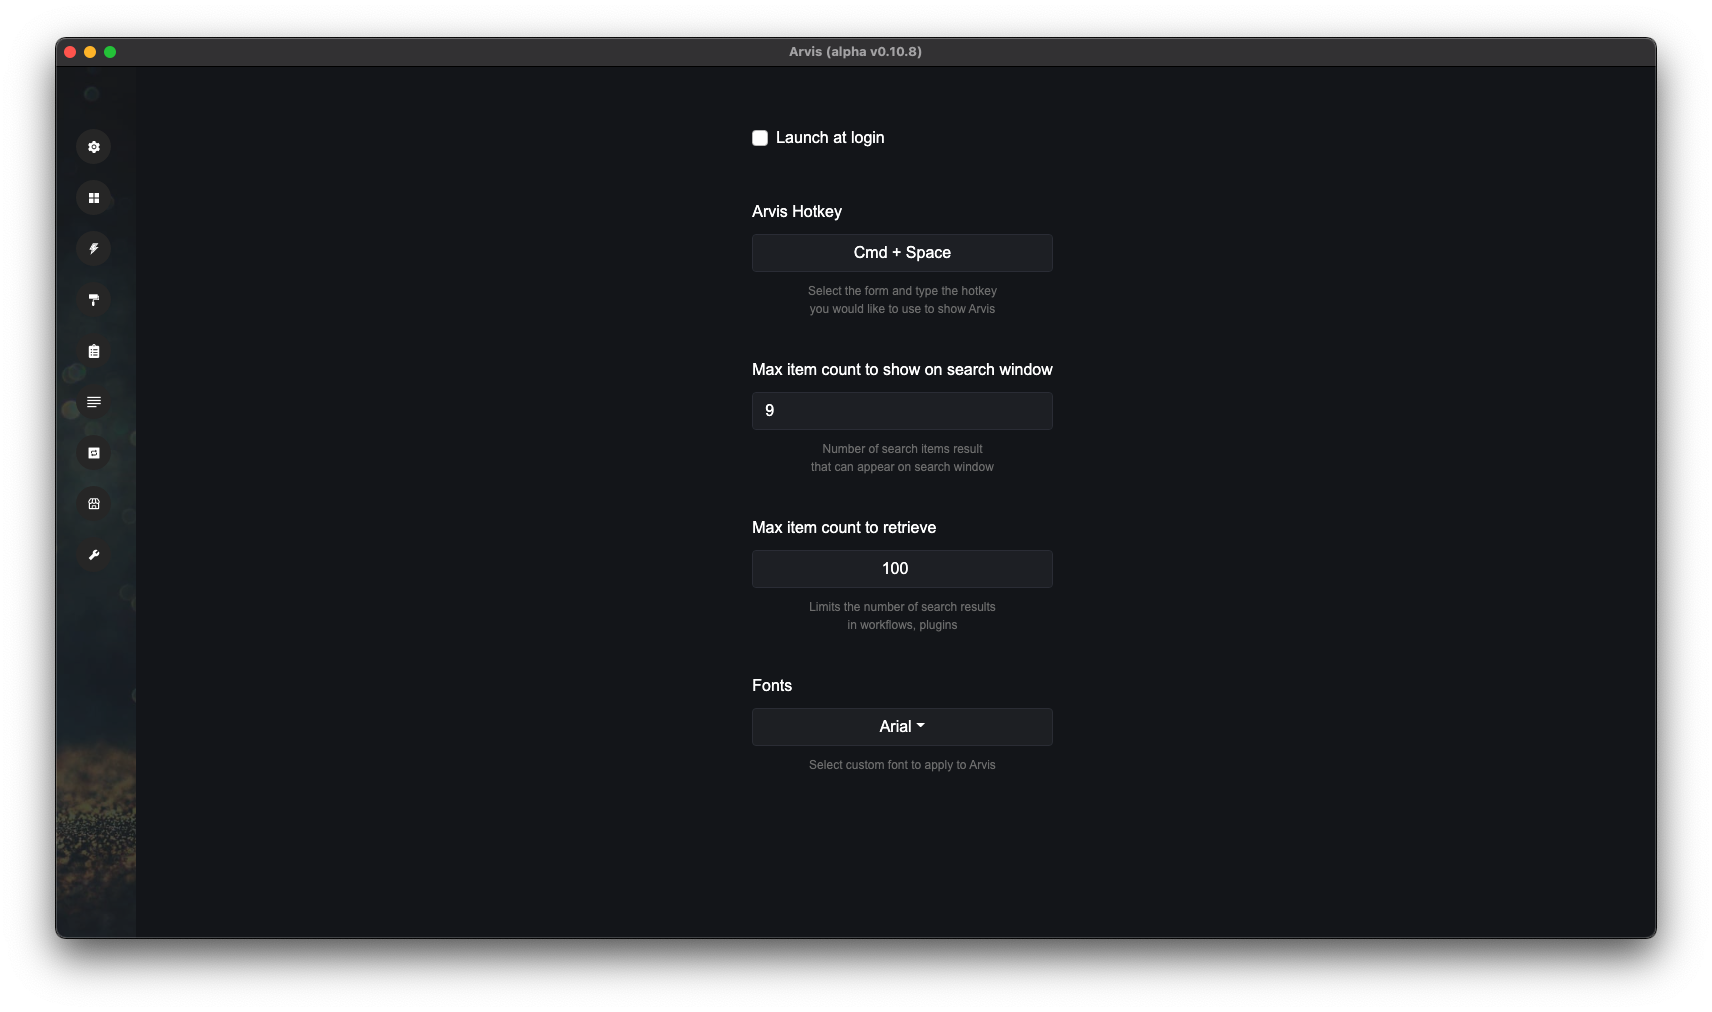 Arvis (alpha v0.10.8)
Launch at login
Arvis Hotkey
Cmd + Space
Select the form and type the hotkey
you would like to use to show Arvis
Max item count to show on search window
9
Number of search items result
that can appear on search window
Max item count to retrieve
100
Limits the number of search results
in workflows, plugins
Fonts
Arial
Select custom font to apply to Arvis